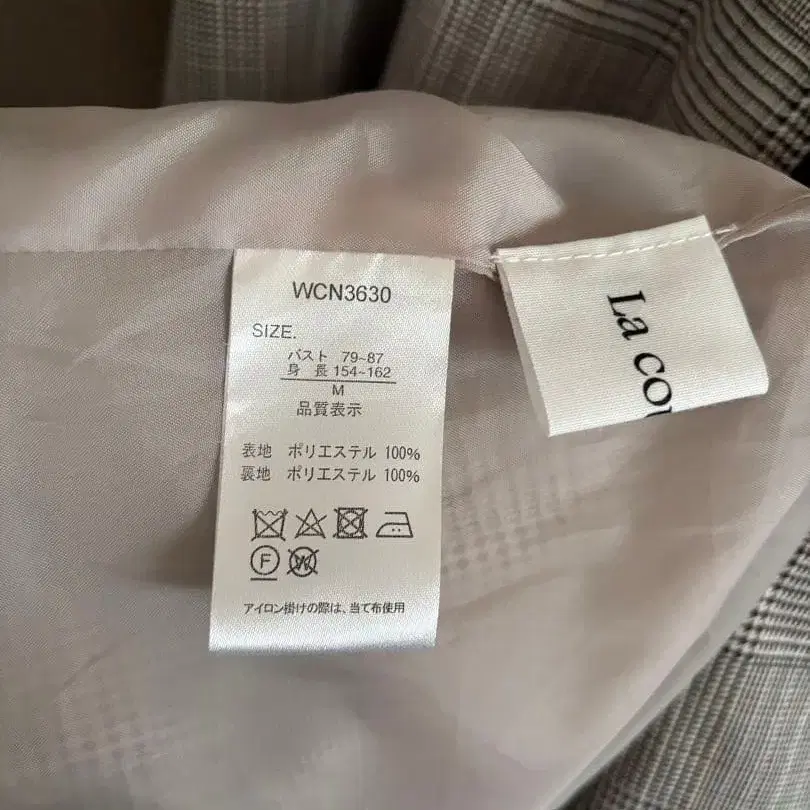 WCN3630
SIZE.
バスト 79~87
身 長 154~162
M
品質表示
表地 ポリエステル 100%
裏地 ポリエステル 100%
F
W
アイロン掛けの際は、当て布使用
La